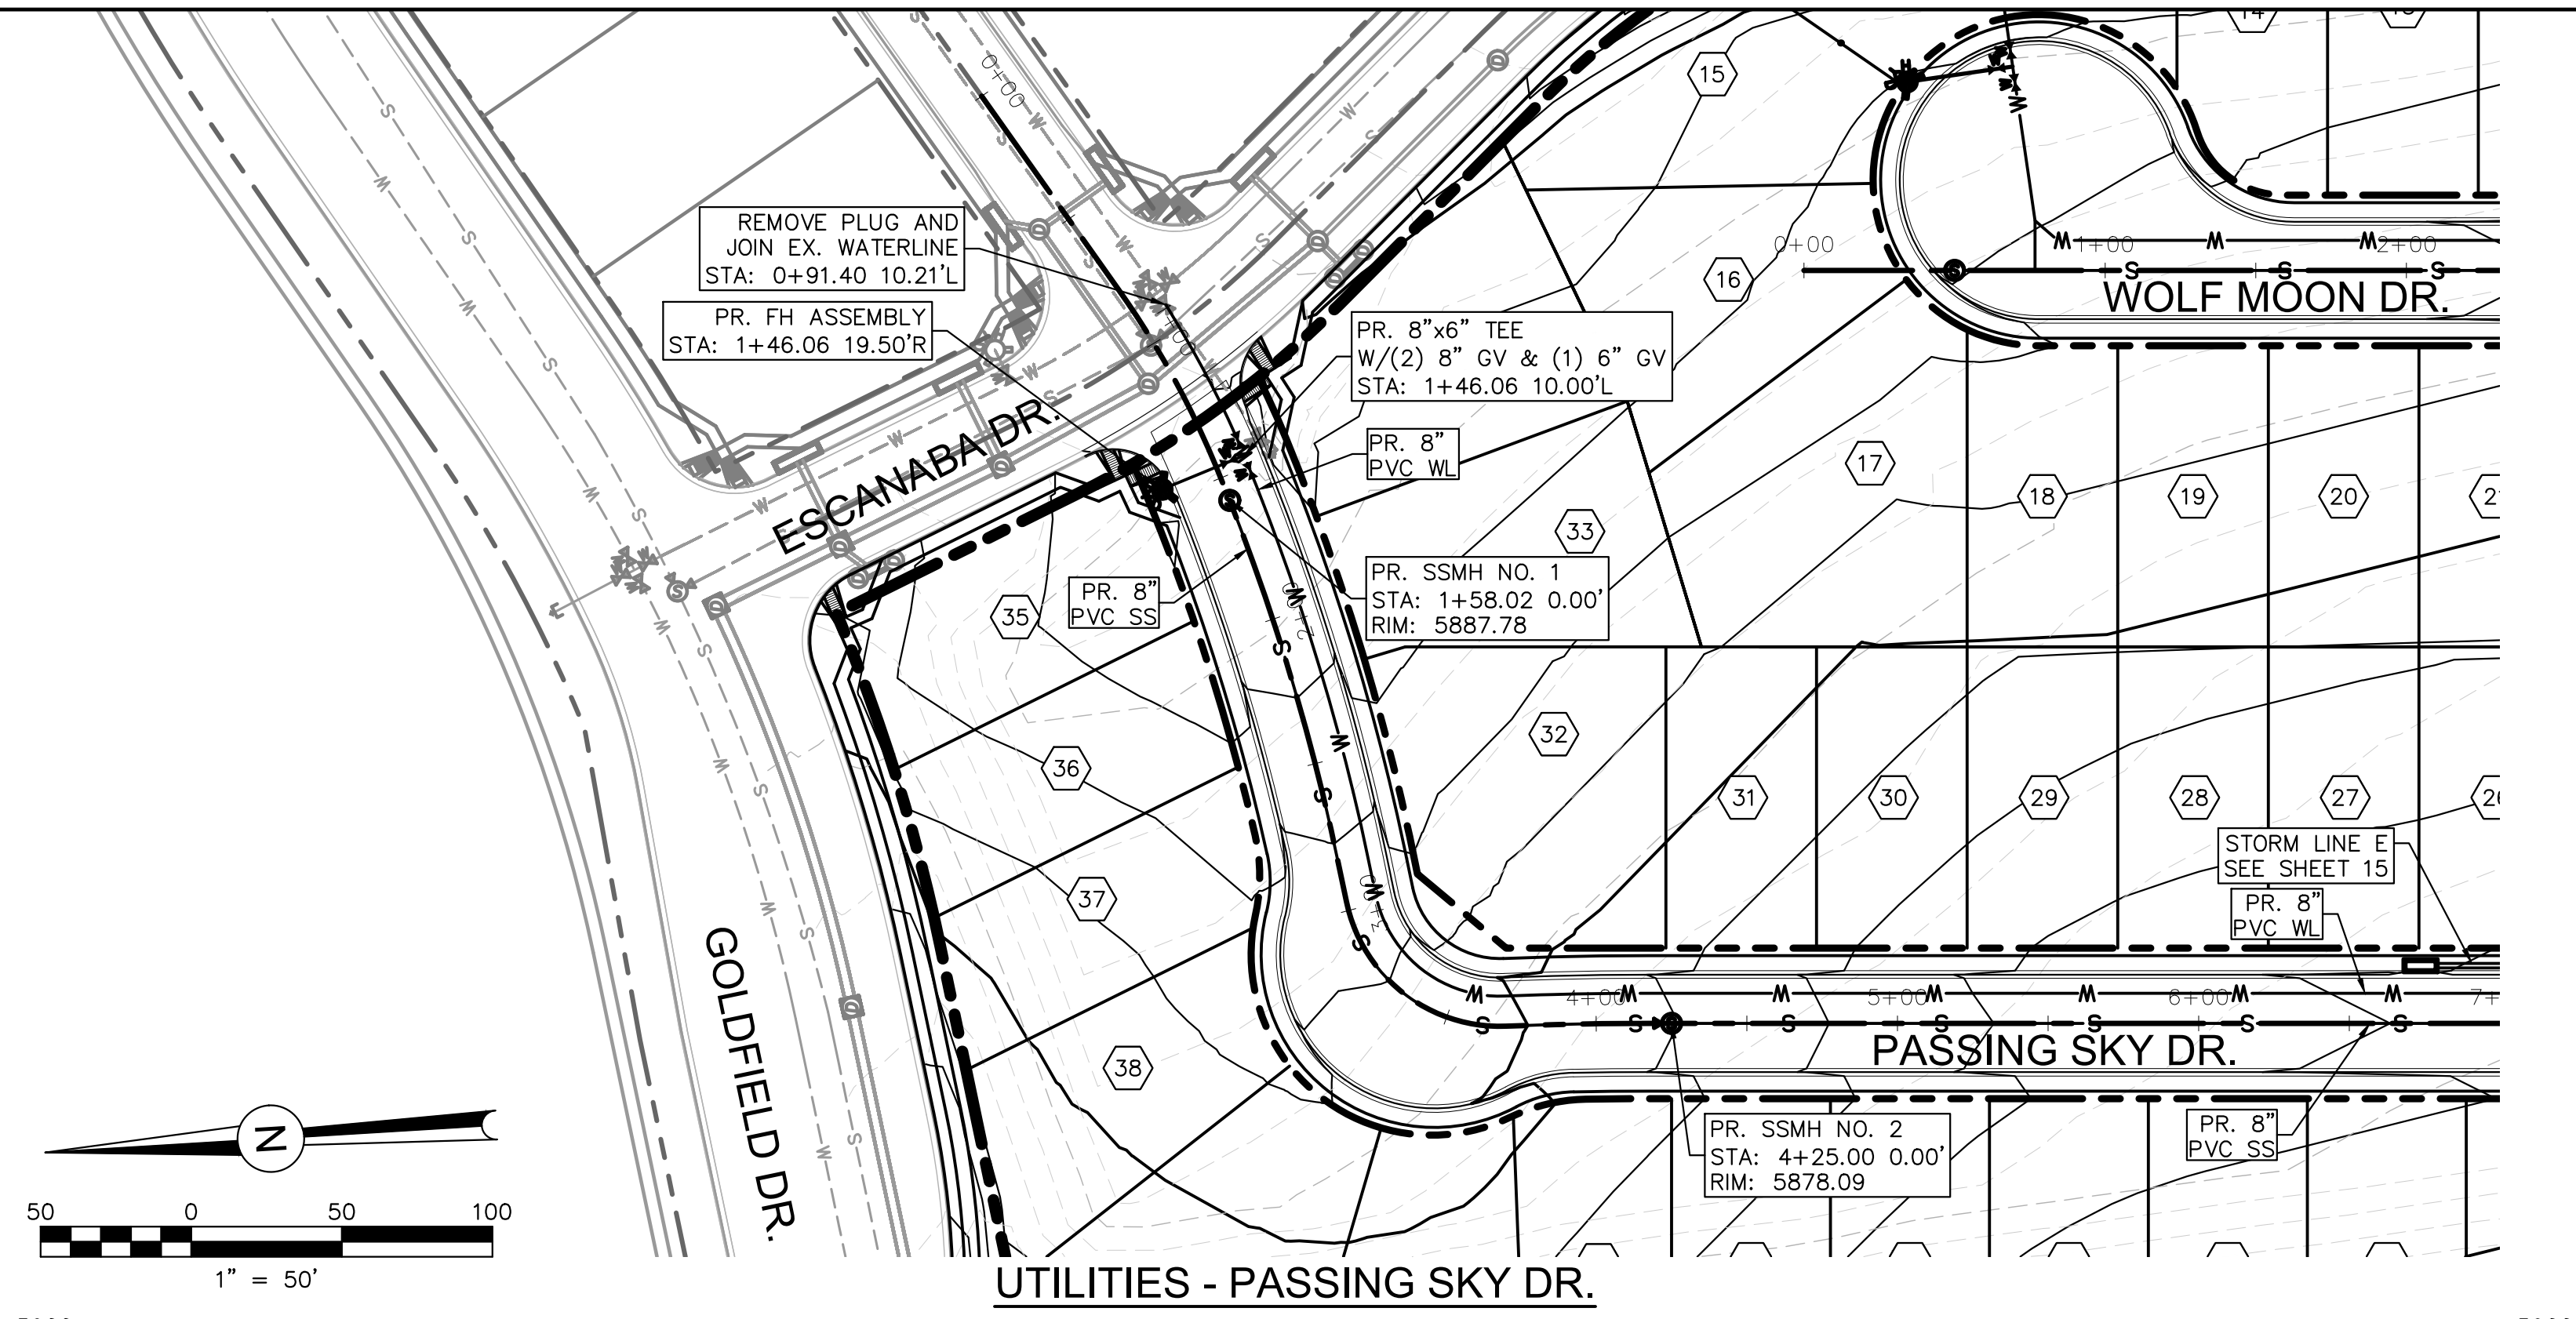 0+00
REMOVE PLUG AND
JOIN EX. WATERLINE
STA: 0+91.40 10.21'L
PR. FH ASSEMBLY
STA: 1+46.06 19.50'R
PR. 8"x6" TEE
W/(2) 8" GV & (1) 6" GV
STA: 1+46.06 10.00'L
PR. 8"
PVC WL
PR. SSMH NO. 1
STA: 1+58.02 0.00'
RIM: 5887.78
PR. 8"
PVC SS
ESCANABA DR.
GOLDFIELD DR.
14
15
16
17
18
19
20
0+00
1+00
2+00
WOLF MOON DR.
33
32
31
30
29
28
27
35
36
37
38
STORM LINE E
SEE SHEET 15
PR. 8"
PVC WL
4+00
5+00
6+00
7+
PASSING SKY DR.
PR. SSMH NO. 2
STA: 4+25.00 0.00'
RIM: 5878.09
PR. 8"
PVC SS
N
50 0 50 100
1" = 50'
UTILITIES - PASSING SKY DR.